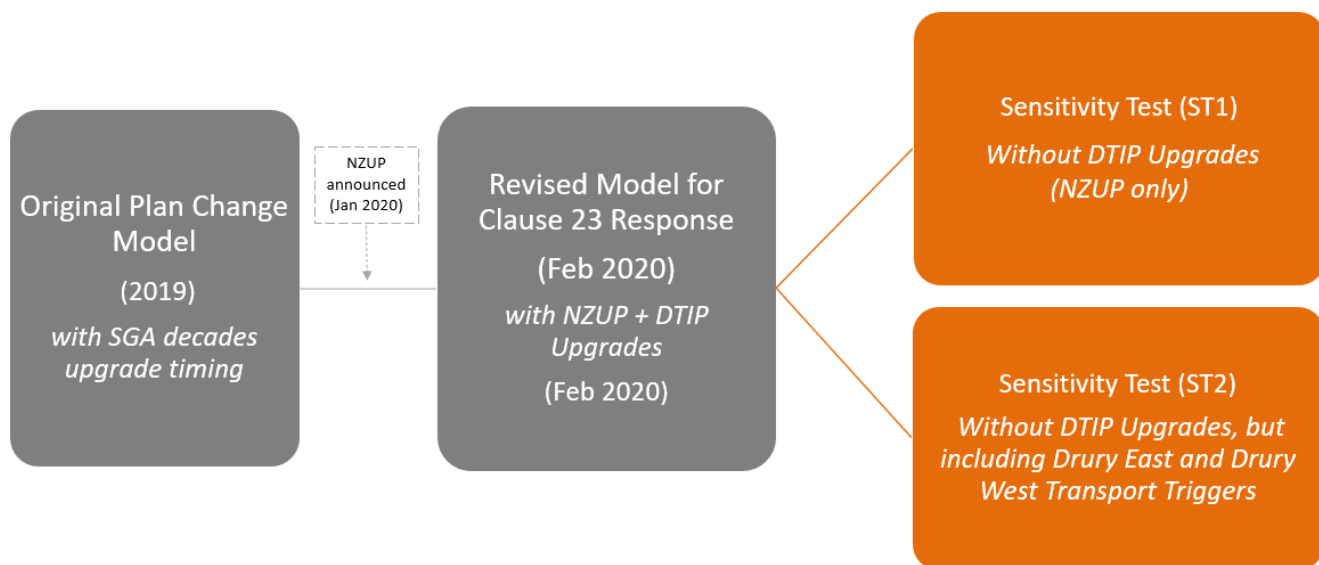 Original Plan Change
Model
(2019)
with SGA decades
upgrade timing
NZUP
announced
(Jan 2020)
Revised Model for
Clause 23 Response
(Feb 2020)
with NZUP + DTIP
Upgrades
(Feb 2020)
Sensitivity Test (ST1)
Without DTIP Upgrades
(NZUP only)
Sensitivity Test (ST2)
Without DTIP Upgrades, but
including Drury East and Drury
West Transport Triggers